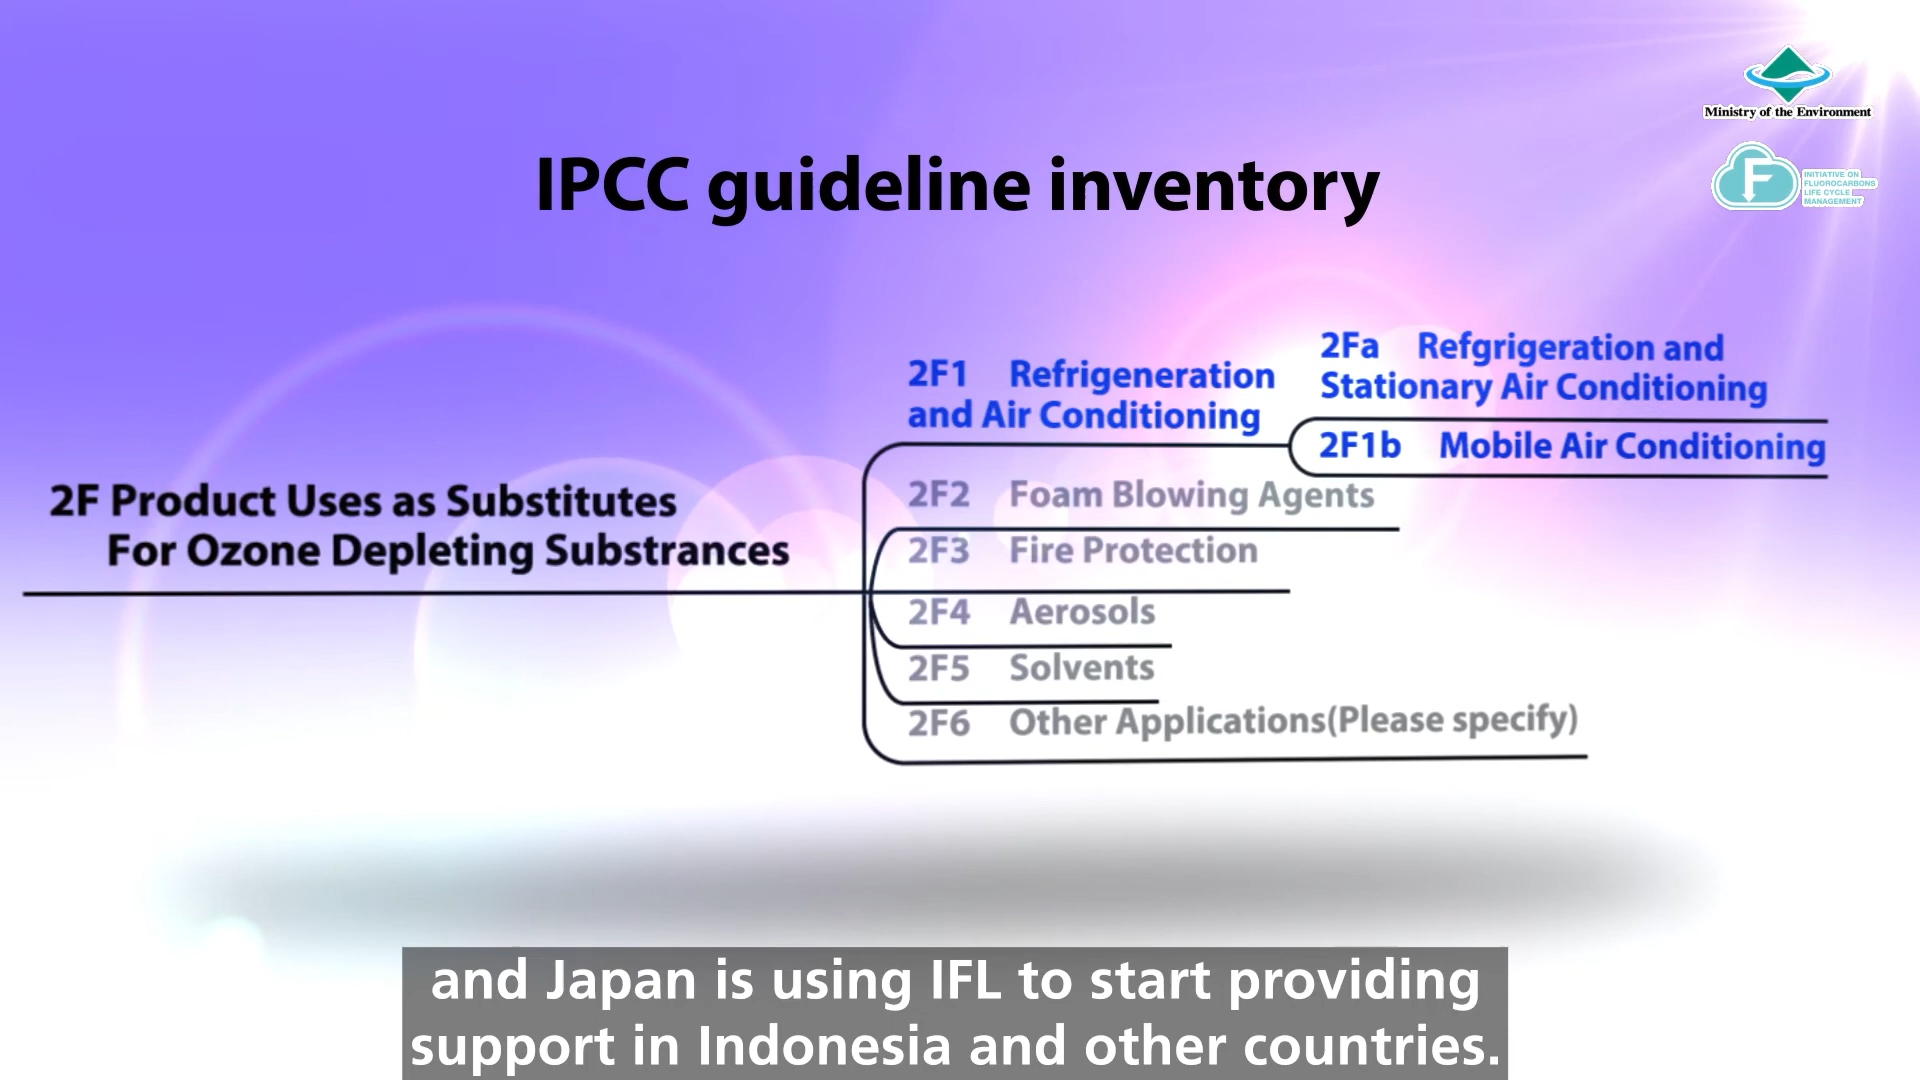 Ministry of the Environment
F
INITIATIVE ON
FLUOROCARBONS
LIFE CYCLE
MANAGEMENT
IPCC guideline inventory
2F Product Uses as Substitutes
For Ozone Depleting Substrances
2F1 Refrigeneration
and Air Conditioning
2Fa Refgrigeration and
Stationary Air Conditioning
2F1b Mobile Air Conditioning
2F2 Foam Blowing Agents
2F3 Fire Protection
2F4 Aerosols
2F5 Solvents
2F6 Other Applications(Please specify)
and Japan is using IFL to start providing
support in Indonesia and other countries.